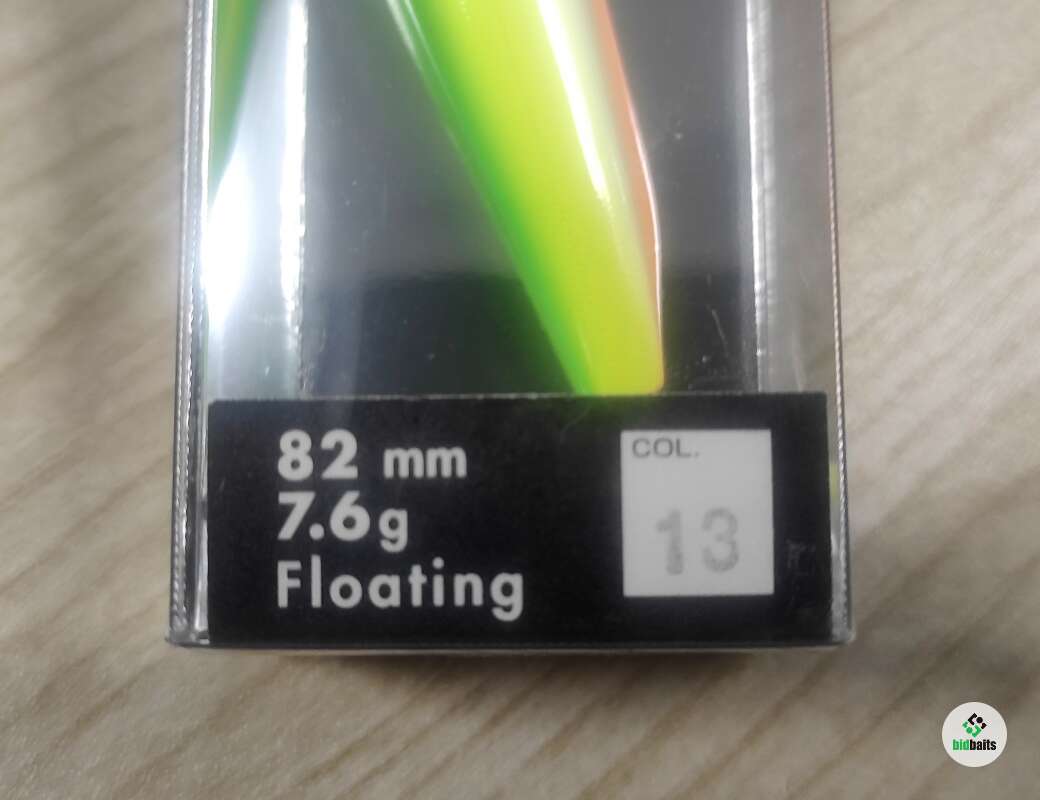 82 mm
7.6g
Floating
COL.
13
bidbaits